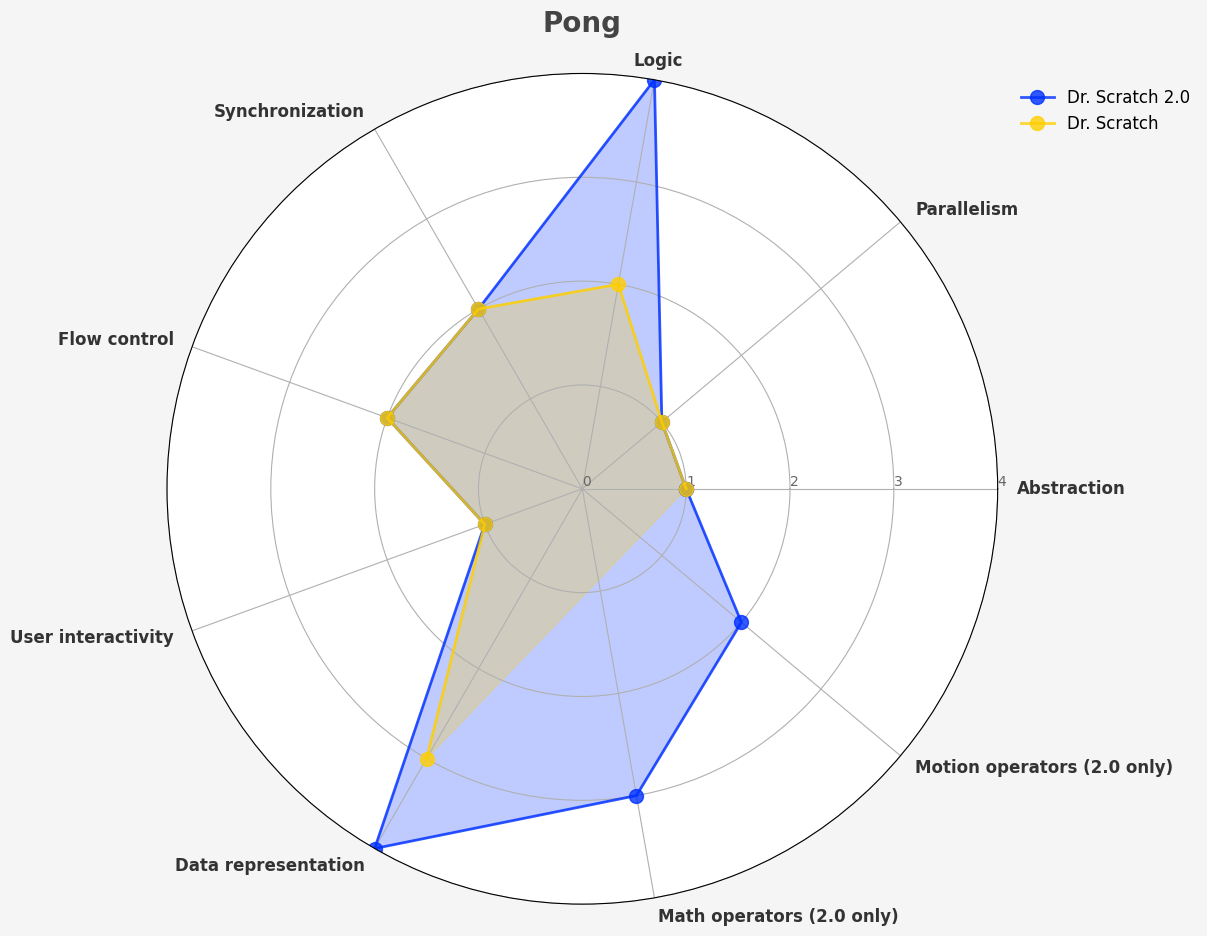 Pong
Logic
Synchronization
Dr. Scratch 2.0
Dr. Scratch
Parallelism
Flow control
0
1
2
3
4
Abstraction
User interactivity
Motion operators (2.0 only)
Data representation
Math operators (2.0 only)